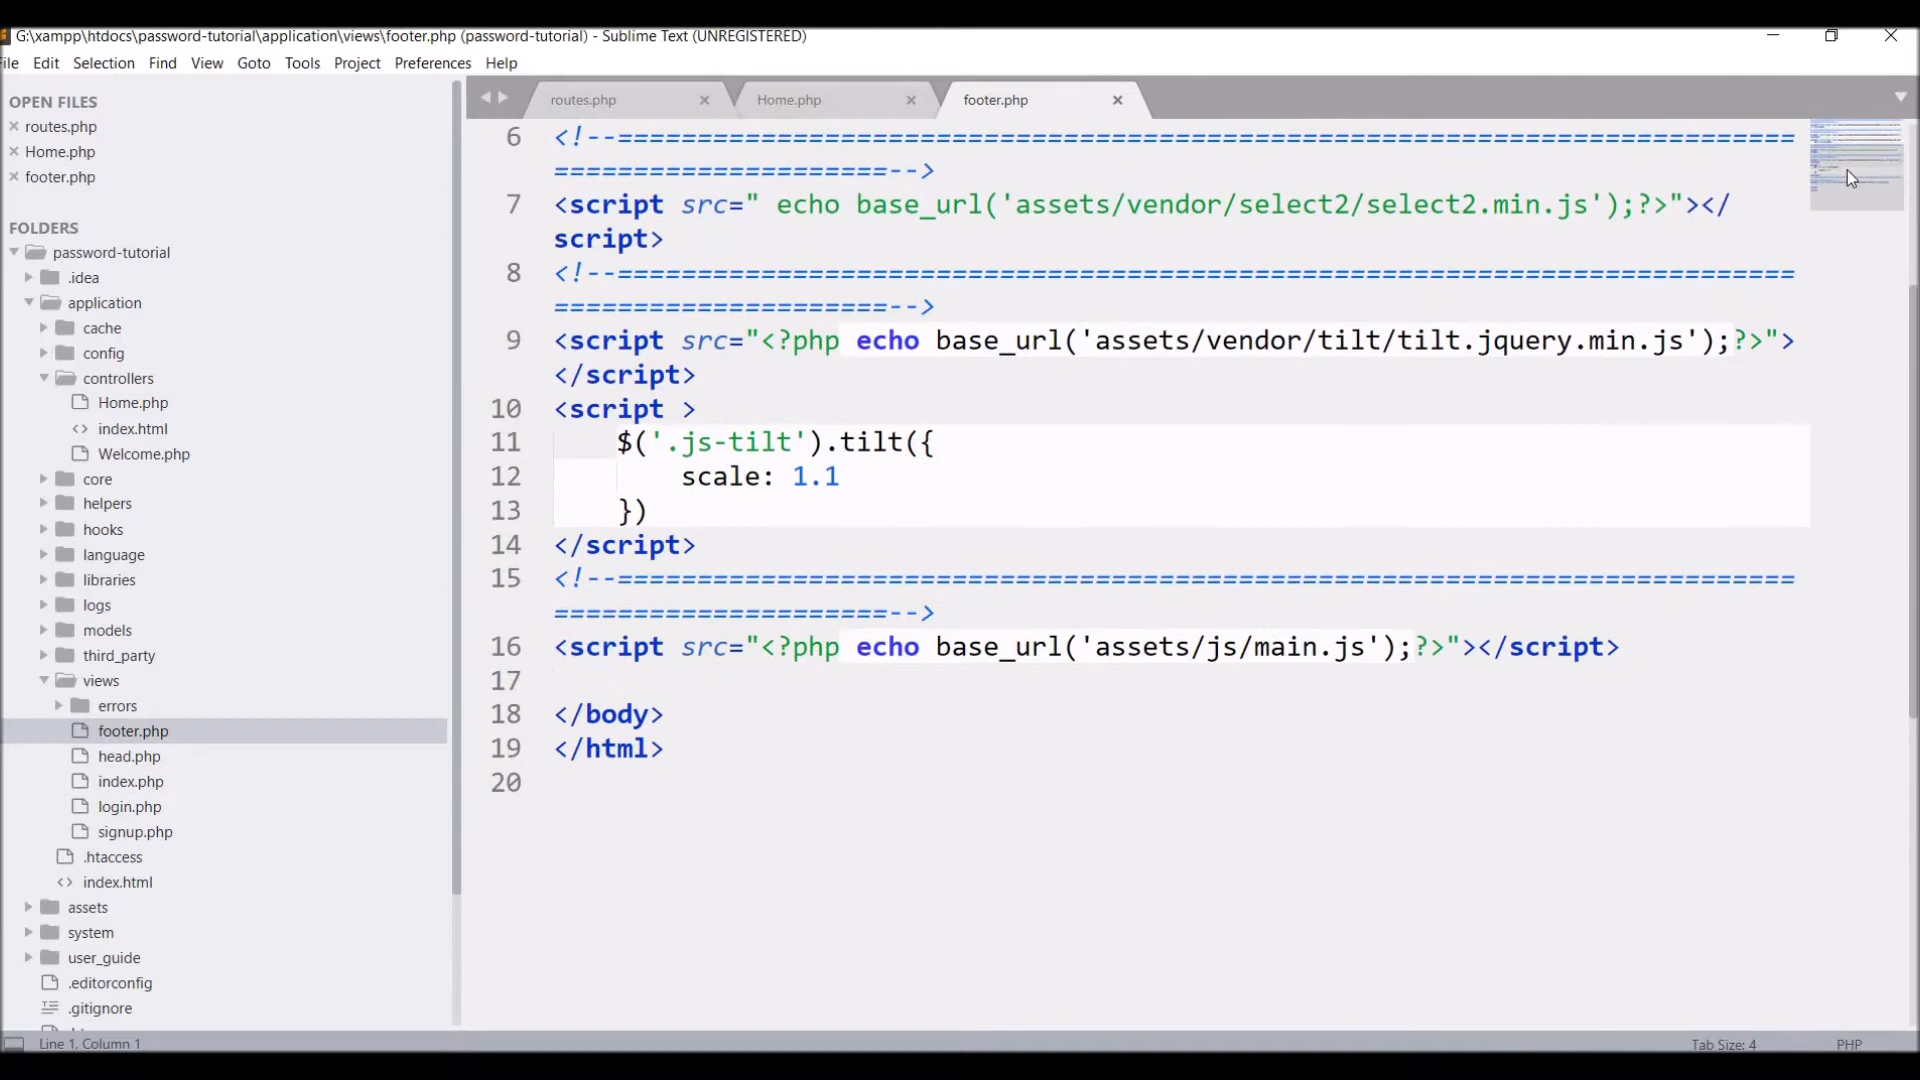 G:\xampp\htdocs\password-tutorial\application\views\footer.php (password-tutorial) - Sublime Text (UNREGISTERED)
ile Edit Selection Find View Goto Tools Project Preferences Help
OPEN FILES
routes.php
Home.php
footer.php
FOLDERS
password-tutorial
.idea
application
cache
config
controllers
Home.php
index.html
Welcome.php
core
helpers
hooks
language
libraries
logs
models
third_party
views
errors
footer.php
head.php
index.php
login.php
signup.php
.htaccess
index.html
assets
system
user_guide
.editorconfig
.gitignore
routes.php Home.php footer.php
6 <!--==========================================================================
=====================-->
7 <script src=" echo base_url('assets/vendor/select2/select2.min.js');?>"></
script>
8 <!--==========================================================================
=====================-->
9 <script src="<?php echo base_url('assets/vendor/tilt/tilt.jquery.min.js');?>">
</script>
10 <script >
11 $('.js-tilt').tilt({
12 scale: 1.1
13 })
14 </script>
15 <!--==========================================================================
=====================-->
16 <script src="<?php echo base_url('assets/js/main.js');?>"></script>
17
18 </body>
19 </html>
20
Line 1, Column 1
Tab Size: 4
PHP